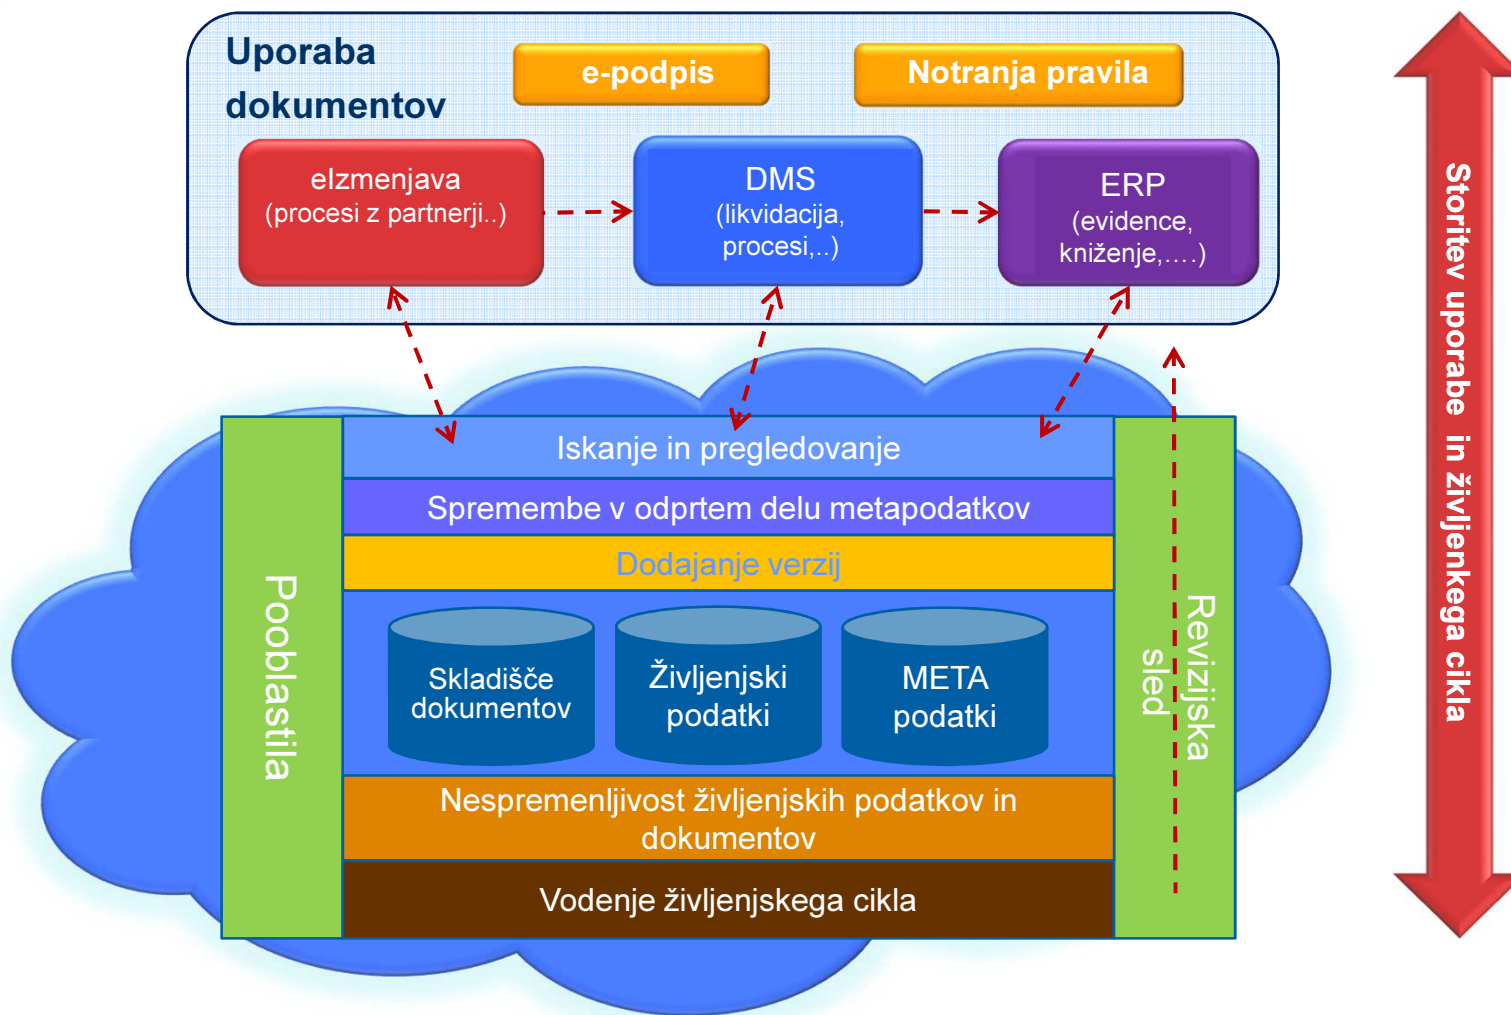 Uporaba
dokumentov
e-podpis
Notranja pravila
eIzmenjava
(procesi z partnerji..)
DMS
(likvidacija,
procesi,..)
ERP
(evidence,
kniženje,....)
Iskanje in pregledovanje
Spremembe v odprtem delu metapodatkov
Dodajanje verzij
Pooblastila
Skladišče
dokumentov
Življenjski
podatki
META
podatki
Revizijska
sled
Nespremenljivost življenjskih podatkov in
dokumentov
Vodenje življenjskega cikla
Storitev uporabe in življenkega cikla